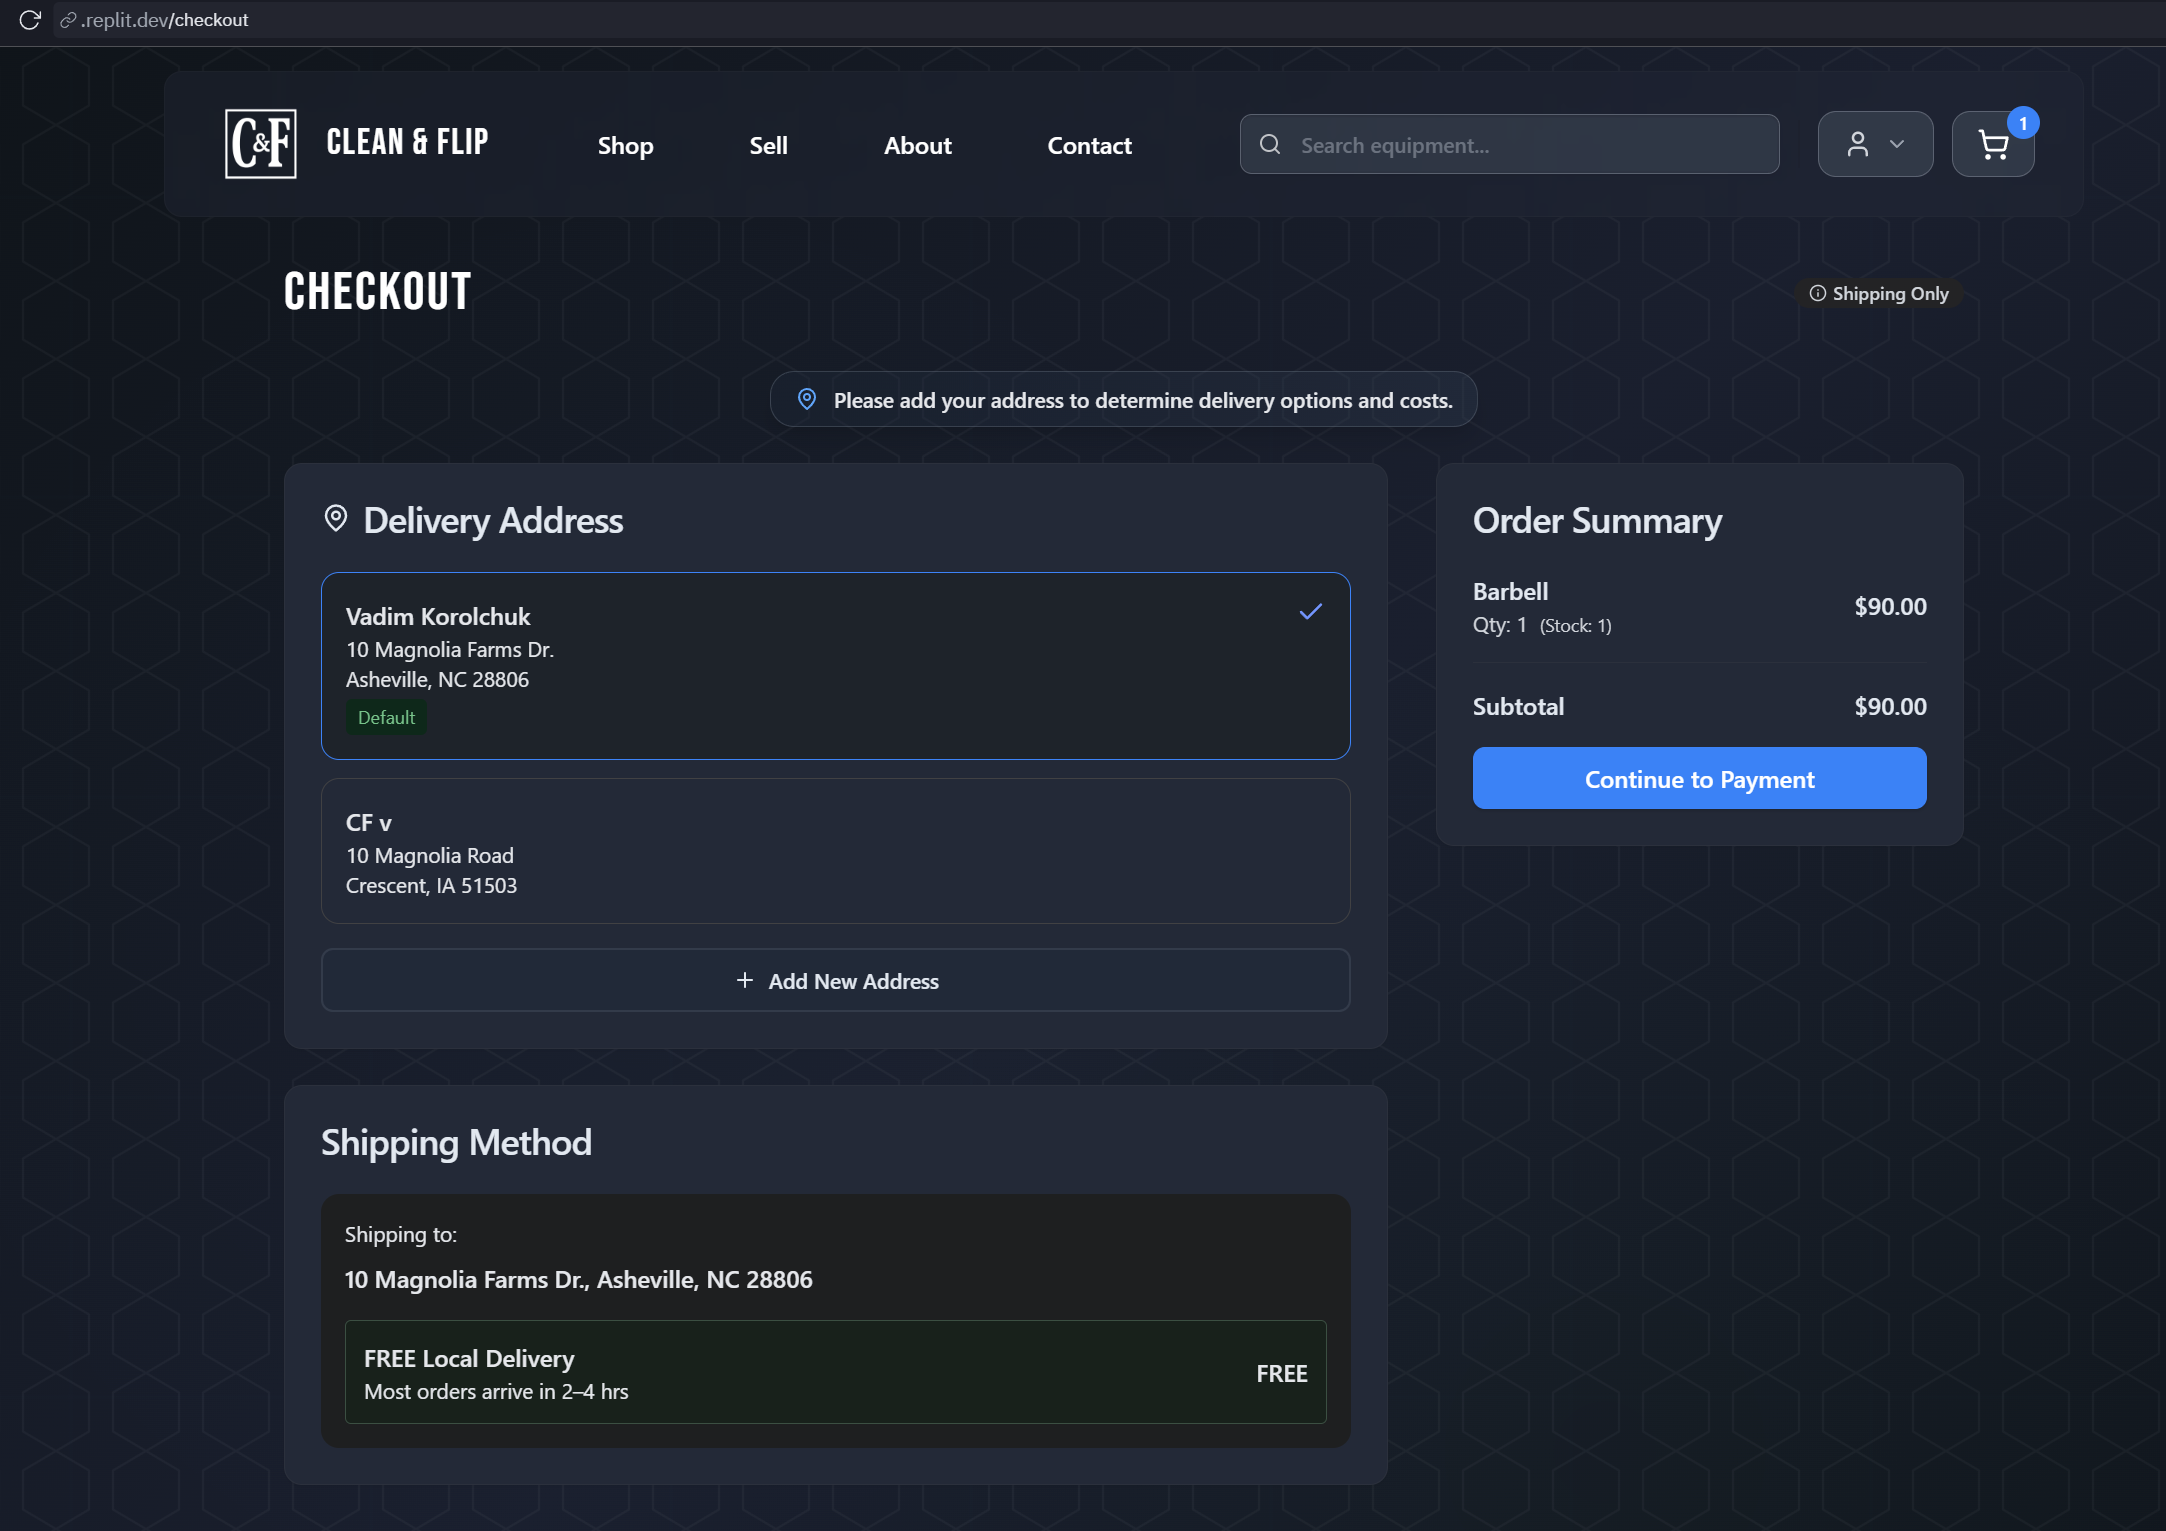 .replit.dev/checkout
C&F
CLEAN & FLIP
Shop
Sell
About
Contact
Search equipment...
1
CHECKOUT
Shipping Only
Please add your address to determine delivery options and costs.
Delivery Address
Vadim Korolchuk
10 Magnolia Farms Dr.
Asheville, NC 28806
Default
CF v
10 Magnolia Road
Crescent, IA 51503
Add New Address
Order Summary
Barbell
$90.00
Qty: 1 (Stock: 1)
Subtotal
$90.00
Continue to Payment
Shipping Method
Shipping to:
10 Magnolia Farms Dr., Asheville, NC 28806
FREE Local Delivery
FREE
Most orders arrive in 2–4 hrs